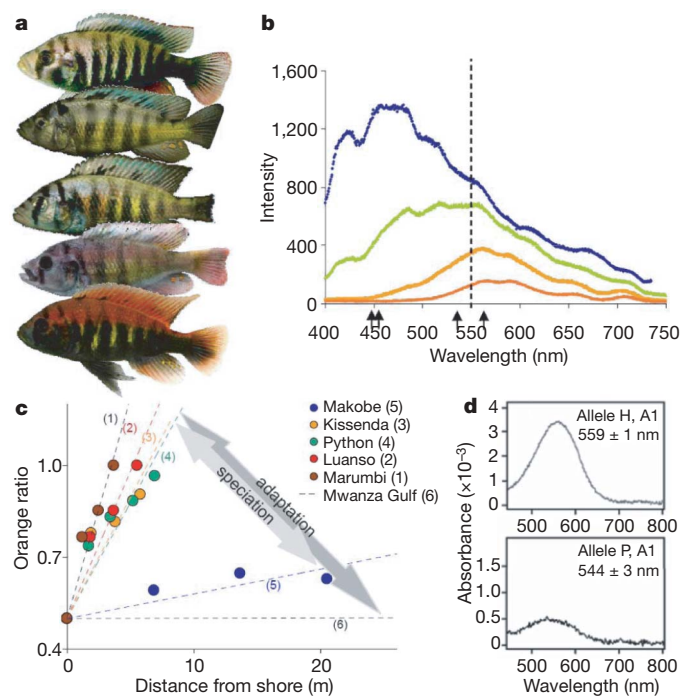 a
b
1,600
1,200
800
400
0
Intensity
400 450 500 550 600 650 700 750
Wavelength (nm)
c
1.0
0.7
0.4
Orange ratio
(1)
(2)
(3)
(4)
(5)
(6)
adaptation
speciation
Makobe (5)
Kissenda (3)
Python (4)
Luanso (2)
Marumbi (1)
Mwanza Gulf (6)
0 10 20
Distance from shore (m)
d
Allele H, A1
559 ± 1 nm
4
3
2
1
0
Absorbance (×10⁻³)
500 600 700 800
Allele P, A1
544 ± 3 nm
1.5
1.0
0.5
0
500 600 700 800
Wavelength (nm)